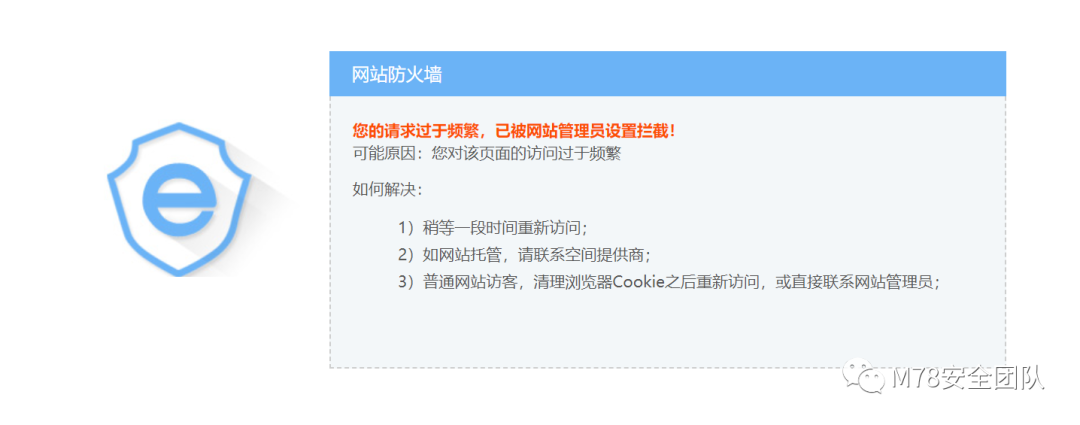 网站防火墙
您的请求过于频繁，已被网站管理员设置拦截！
可能原因：您对该页面的访问过于频繁
如何解决：
1）稍等一段时间重新访问；
2）如网站托管，请联系空间提供商；
3）普通网站访客，清理浏览器Cookie之后重新访问，或直接联系网站管理员；
M78安全团队